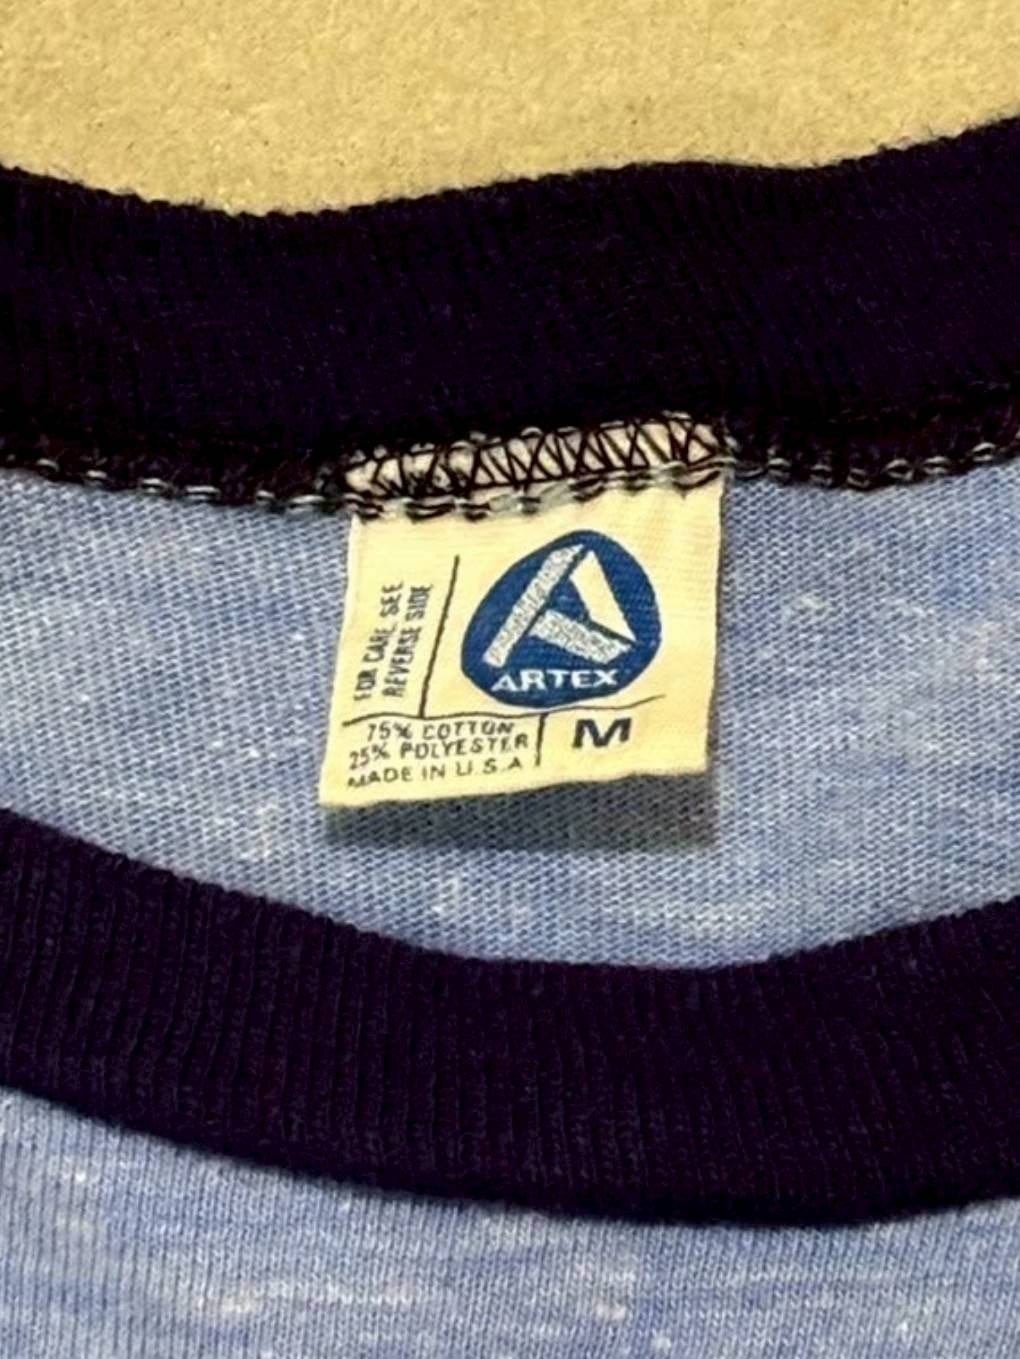 FOR CARE SEE
REVERSE SIDE
ARTEX
75% COTTON
25% POLYESTER
MADE IN U.S.A
M